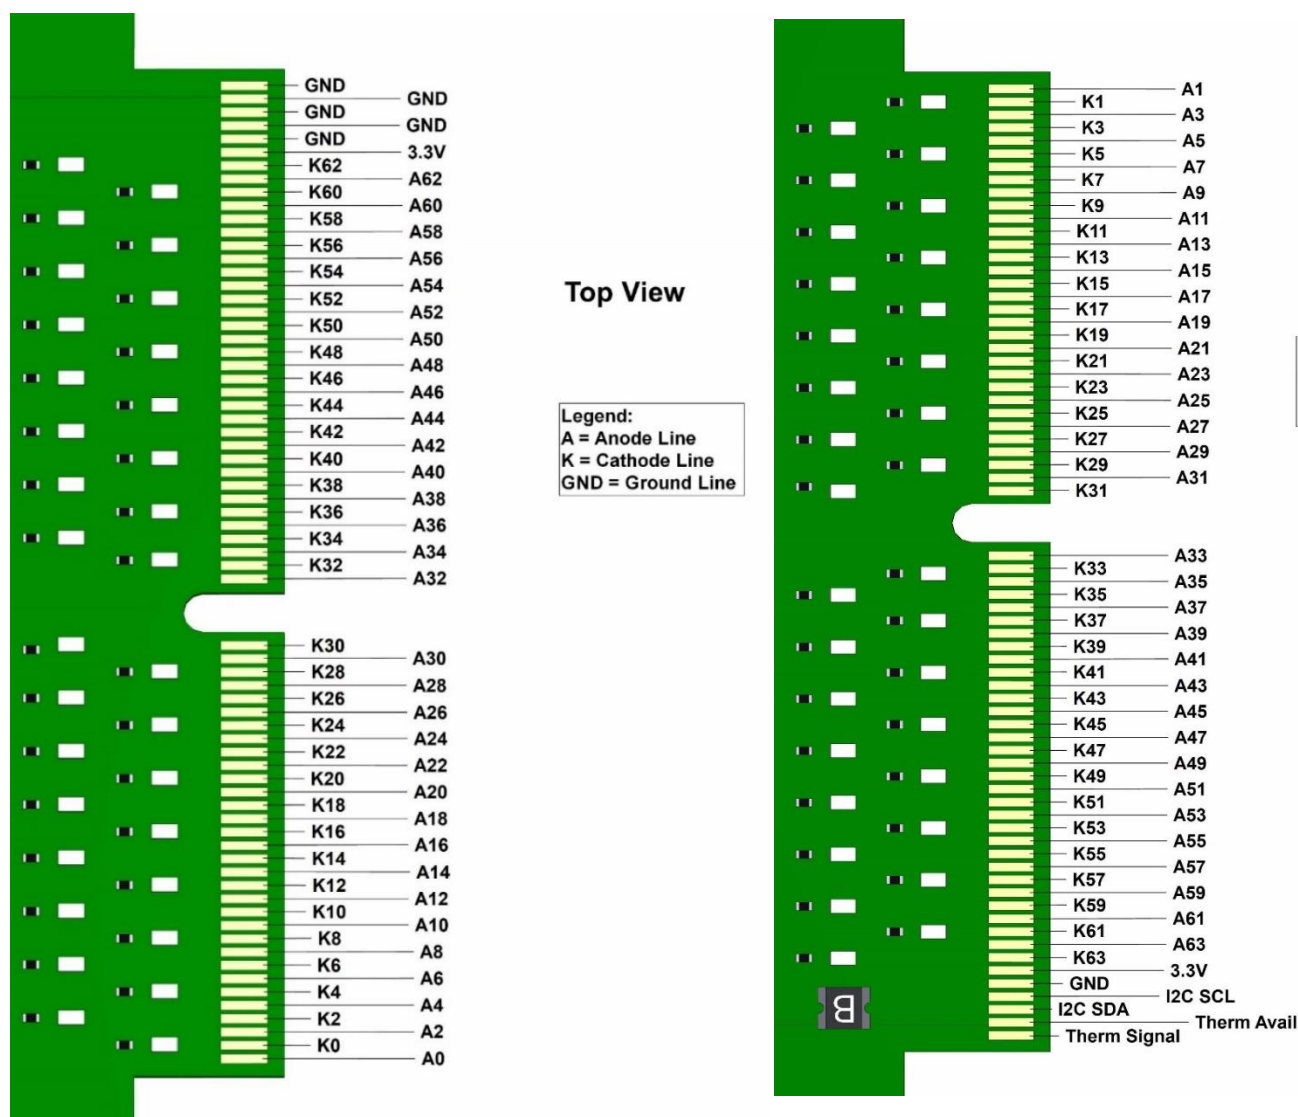 GND
GND
GND
GND
GND
3.3V
K62
A62
K60
A60
K58
A58
K56
A56
K54
A54
K52
A52
K50
A50
K48
A48
K46
A46
K44
A44
K42
A42
K40
A40
K38
A38
K36
A36
K34
A34
K32
A32
K30
A30
K28
A28
K26
A26
K24
A24
K22
A22
K20
A20
K18
A18
K16
A16
K14
A14
K12
A12
K10
A10
K8
A8
K6
A6
K4
A4
K2
A2
K0
A0
Top View
Legend:
A = Anode Line
K = Cathode Line
GND = Ground Line
A1
K1
A3
K3
A5
K5
A7
K7
A9
K9
A11
K11
A13
K13
A15
K15
A17
K17
A19
K19
A21
K21
A23
K23
A25
K25
A27
K27
A29
K29
A31
K31
A33
K33
A35
K35
A37
K37
A39
K39
A41
K41
A43
K43
A45
K45
A47
K47
A49
K49
A51
K51
A53
K53
A55
K55
A57
K57
A59
K59
A61
K61
A63
K63
3.3V
GND
I2C SCL
I2C SDA
Therm Avail
Therm Signal
B